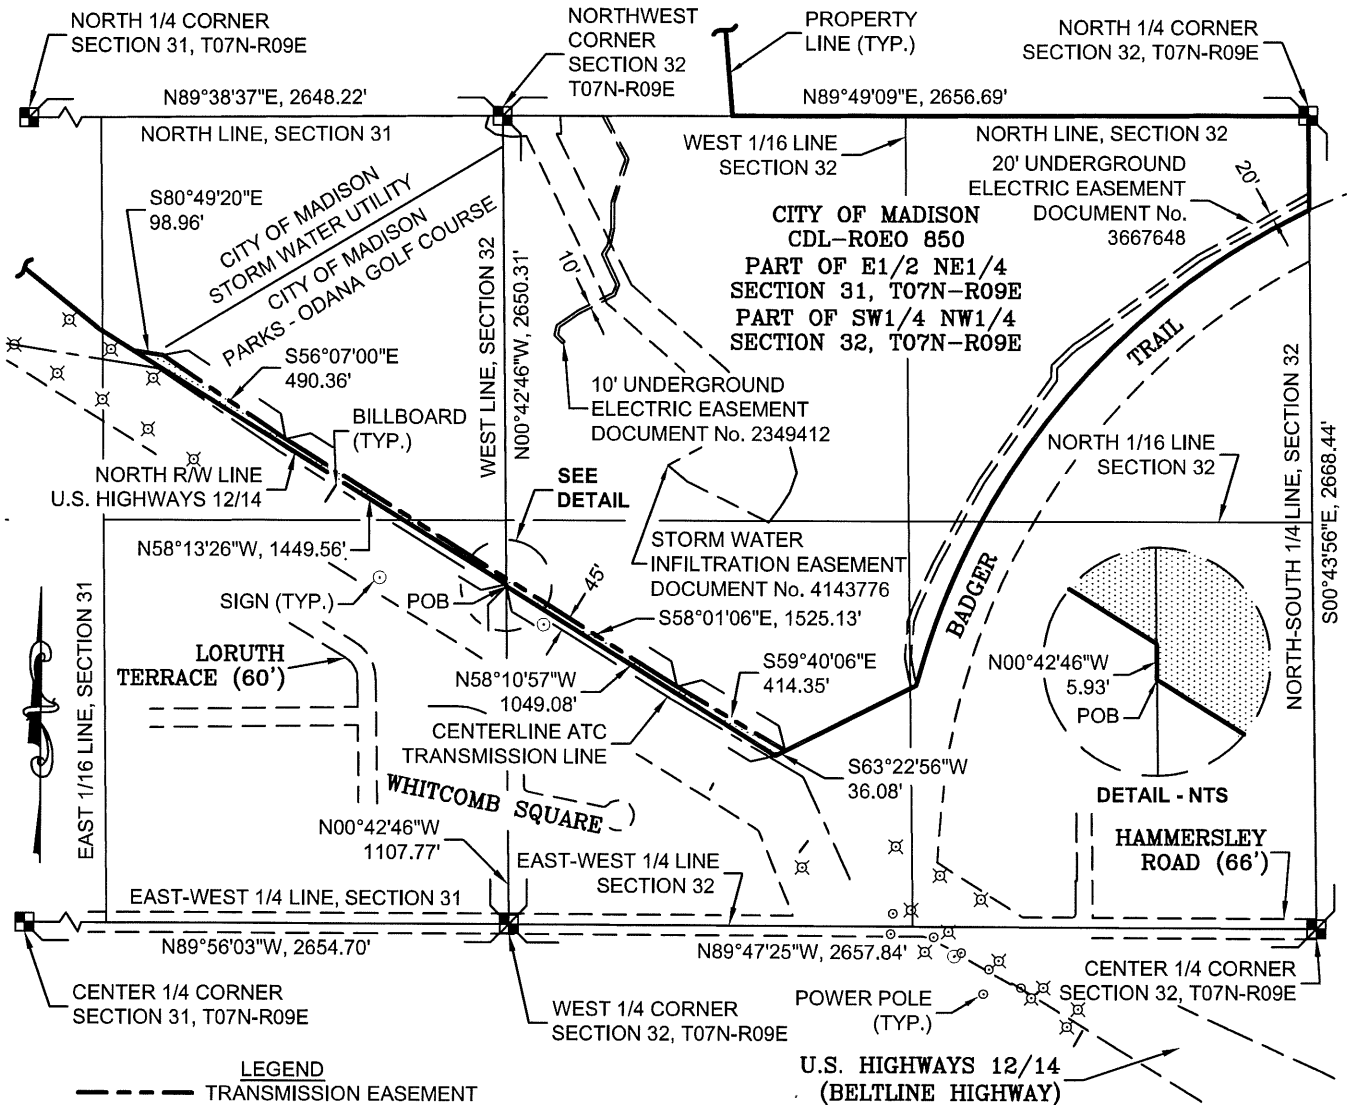 NORTH 1/4 CORNER
SECTION 31, T07N-R09E
NORTHWEST
CORNER
SECTION 32
T07N-R09E
PROPERTY
LINE (TYP.)
NORTH 1/4 CORNER
SECTION 32, T07N-R09E
N89°38'37"E, 2648.22'
N89°49'09"E, 2656.69'
NORTH LINE, SECTION 31
WEST 1/16 LINE
SECTION 32
NORTH LINE, SECTION 32
20' UNDERGROUND
ELECTRIC EASEMENT
DOCUMENT No.
3667648
20'
S80°49'20"E
98.96'
CITY OF MADISON
STORM WATER UTILITY
CITY OF MADISON
PARKS - ODANA GOLF COURSE
WEST LINE, SECTION 32
N00°42'46"W, 2650.31'
10'
CITY OF MADISON
CDL-ROEO 850
PART OF E1/2 NE1/4
SECTION 31, T07N-R09E
PART OF SW1/4 NW1/4
SECTION 32, T07N-R09E
TRAIL
S56°07'00"E
490.36'
10' UNDERGROUND
ELECTRIC EASEMENT
DOCUMENT No. 2349412
BILLBOARD
(TYP.)
NORTH R/W LINE
U.S. HIGHWAYS 12/14
SEE
DETAIL
NORTH 1/16 LINE
SECTION 32
NORTH-SOUTH 1/4 LINE, SECTION 32
S00°43'56"E, 2668.44'
N58°13'26"W, 1449.56'
STORM WATER
INFILTRATION EASEMENT
DOCUMENT No. 4143776
SIGN (TYP.)
POB
45'
S58°01'06"E, 1525.13'
BADGER
EAST 1/16 LINE, SECTION 31
LORUTH
TERRACE (60')
N58°10'57"W
1049.08'
S59°40'06"E
414.35'
N00°42'46"W
5.93'
POB
CENTERLINE ATC
TRANSMISSION LINE
S63°22'56"W
36.08'
DETAIL - NTS
WHITCOMB SQUARE
N00°42'46"W
1107.77'
EAST-WEST 1/4 LINE
SECTION 32
HAMMERSLEY
ROAD (66')
EAST-WEST 1/4 LINE, SECTION 31
N89°56'03"W, 2654.70'
N89°47'25"W, 2657.84'
CENTER 1/4 CORNER
SECTION 31, T07N-R09E
WEST 1/4 CORNER
SECTION 32, T07N-R09E
POWER POLE
(TYP.)
CENTER 1/4 CORNER
SECTION 32, T07N-R09E
U.S. HIGHWAYS 12/14
(BELTLINE HIGHWAY)
LEGEND
TRANSMISSION EASEMENT